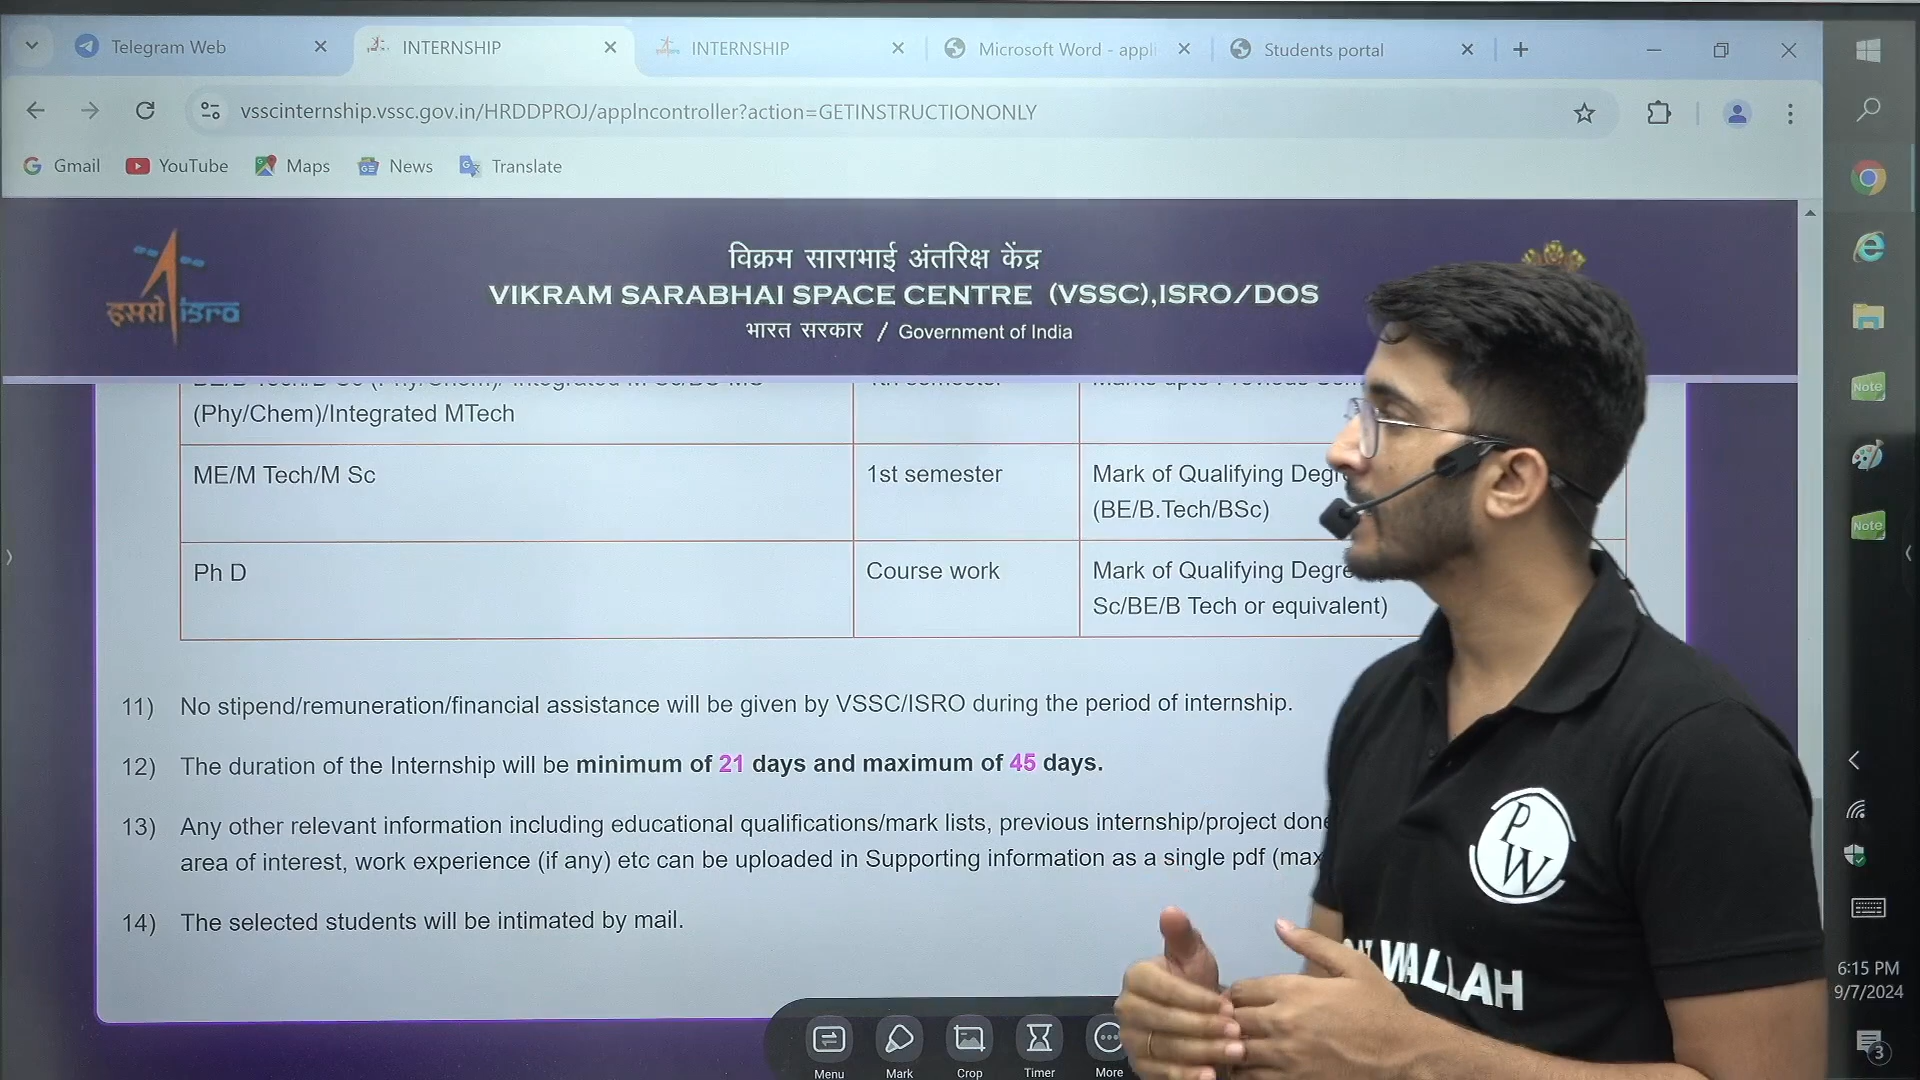 Telegram Web
INTERNSHIP
INTERNSHIP
Microsoft Word - appli
Students portal
vsscinternship.vssc.gov.in/HRDDPROJ/applncontroller?action=GETINSTRUCTIONONLY
Gmail
YouTube
Maps
News
Translate
इसरो isro
विक्रम साराभाई अंतरिक्ष केंद्र
VIKRAM SARABHAI SPACE CENTRE (VSSC),ISRO/DOS
भारत सरकार / Government of India
(Phy/Chem)/Integrated MTech
ME/M Tech/M Sc
1st semester
Mark of Qualifying
(BE/B.Tech/BSc)
Ph D
Course work
Mark of Qualifying
Sc/BE/B Tech or equivalent)
11) No stipend/remuneration/financial assistance will be given by VSSC/ISRO during the period of internship.
12) The duration of the Internship will be minimum of 21 days and maximum of 45 days.
13) Any other relevant information including educational qualifications/mark lists, previous internship/project done
area of interest, work experience (if any) etc can be uploaded in Supporting information as a single pdf (max
14) The selected students will be intimated by mail.
Menu
Mark
Crop
Timer
More
Note
Note
6:15 PM
9/7/2024
3
PW
WALLAH